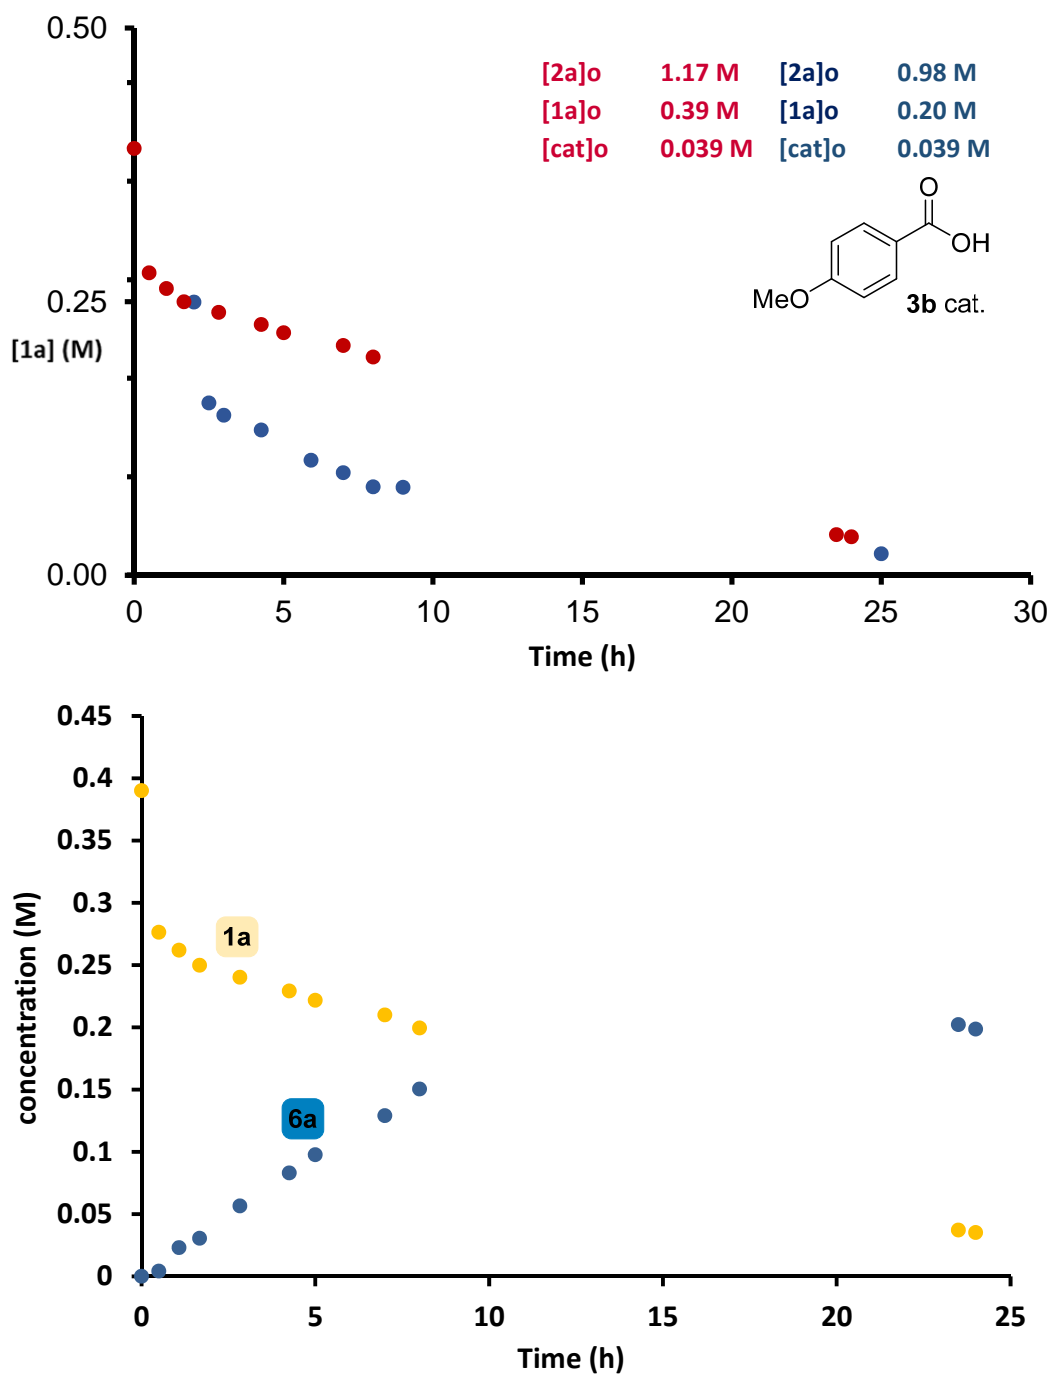 0.50
[2a]o 1.17 M [2a]o 0.98 M
[1a]o 0.39 M [1a]o 0.20 M
[cat]o 0.039 M [cat]o 0.039 M
O
OH
MeO
3b cat.
0.25
[1a] (M)
0.00
0 5 10 15 20 25 30
Time (h)
0.45
0.4
0.35
0.3
1a
0.25
concentration (M)
0.2
0.15
6a
0.1
0.05
0
0 5 10 15 20 25
Time (h)